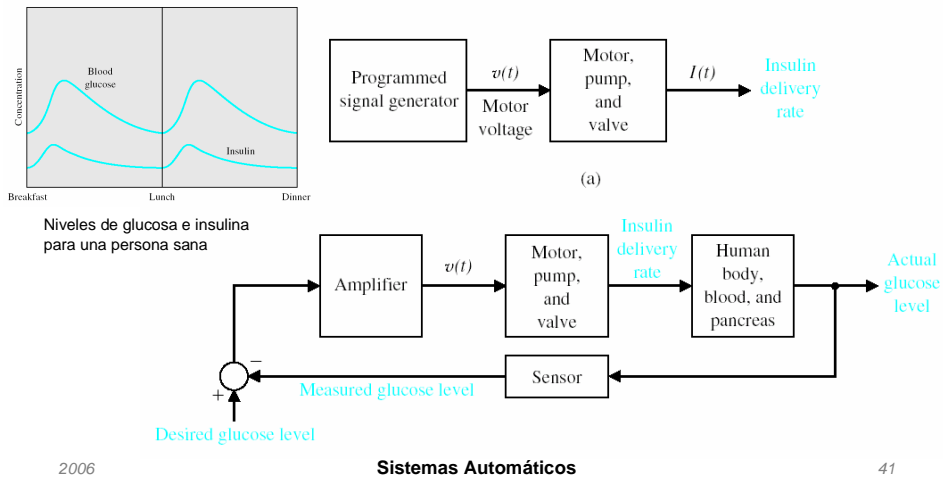 Concentration
Blood
glucose
Insulin
Breakfast
Lunch
Dinner
Niveles de glucosa e insulina
para una persona sana
Programmed
signal generator
v(t)
Motor
voltage
Motor,
pump,
and
valve
I(t)
Insulin
delivery
rate
(a)
Amplifier
v(t)
Motor,
pump,
and
valve
Insulin
delivery
rate
Human
body,
blood, and
pancreas
Actual
glucose
level
Sensor
Measured glucose level
−
+
Desired glucose level
2006
Sistemas Automáticos
41